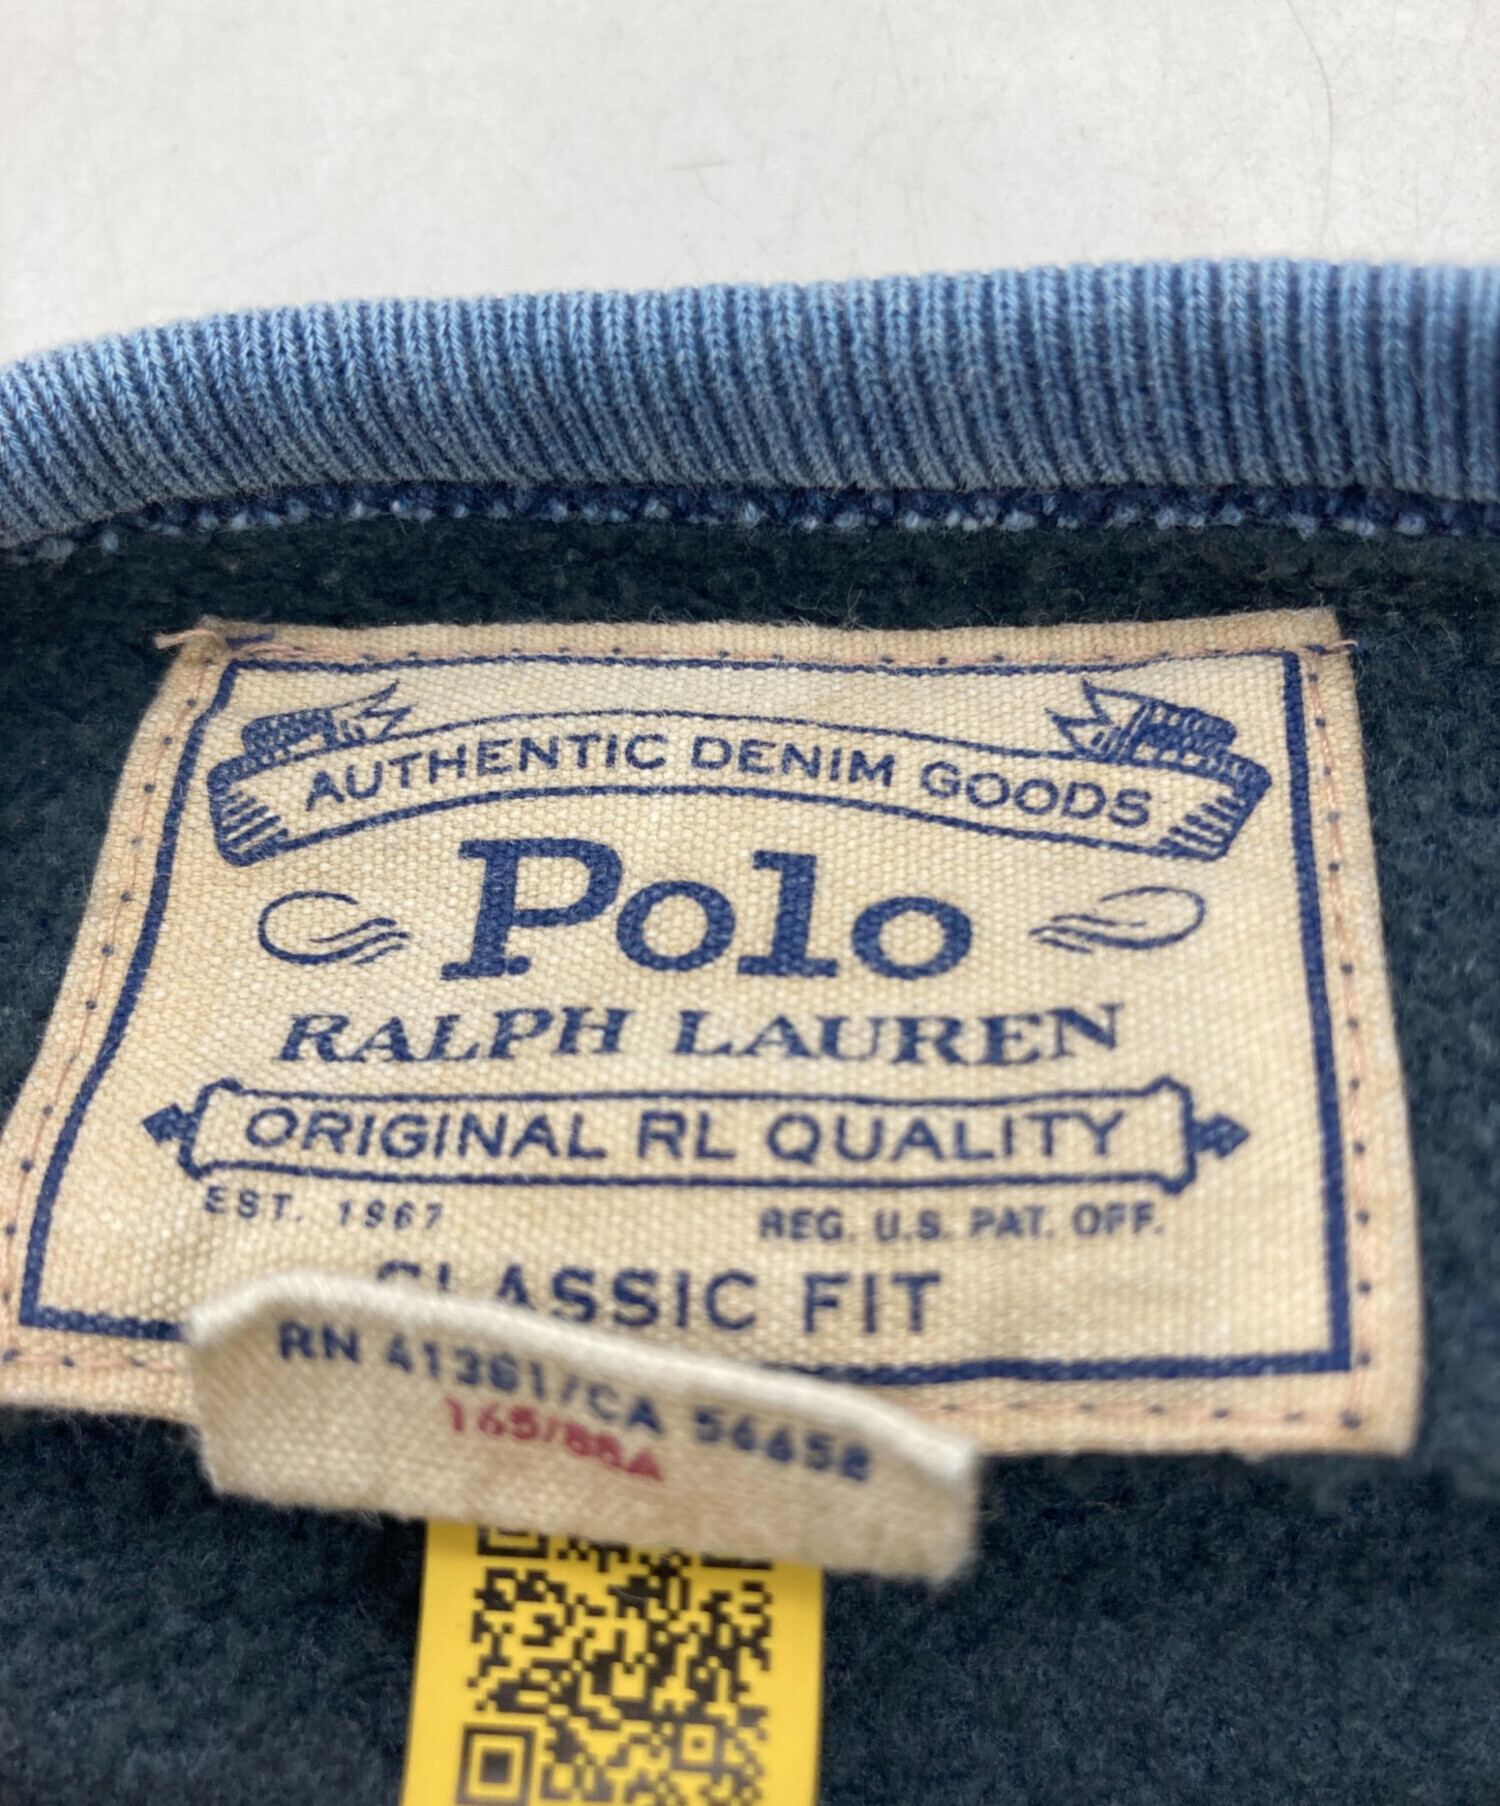 AUTHENTIC DENIM GOODS
Polo
RALPH LAUREN
ORIGINAL RL QUALITY
EST. 1967 REG. U.S. PAT. OFF.
CLASSIC FIT
RN 41381/CA 56658
165/88A